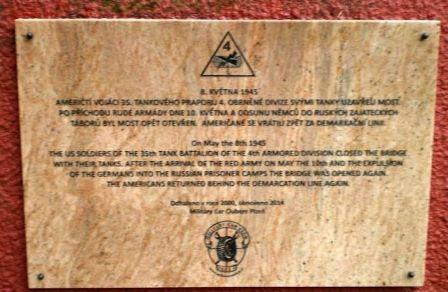 4
8. KVĚTNA 1945
AMERIČTÍ VOJÁCI 35. TANKOVÉHO PRAPORU 4. OBRNĚNÉ DIVIZE SVÝMI TANKY UZAVŘELI MOST.
PO PŘÍCHODU RUDÉ ARMÁDY DNE 10. KVĚTNA A ODSUNU NĚMCŮ DO RUSKÝCH ZAJATECKÝCH
TÁBORŮ BYL MOST OPĚT OTEVŘEN. AMERIČANÉ SE VRÁTILI ZPĚT ZA DEMARKAČNÍ LINII.
On May the 8th 1945
THE US SOLDIERS OF THE 35th TANK BATTALION OF THE 4th ARMORED DIVISION CLOSED THE BRIDGE
WITH THEIR TANKS. AFTER THE ARRIVAL OF THE RED ARMY ON MAY THE 10th AND THE EXPULSION
OF THE GERMANS INTO THE RUSSIAN PRISONER CAMPS THE BRIDGE WAS OPENED AGAIN.
THE AMERICANS RETURNED BEHIND THE DEMARCATION LINE AGAIN.
Odhaleno v roce 2000, obnoveno 2014
Military Car Clubem Plzeň
MILITARY CAR CLUB